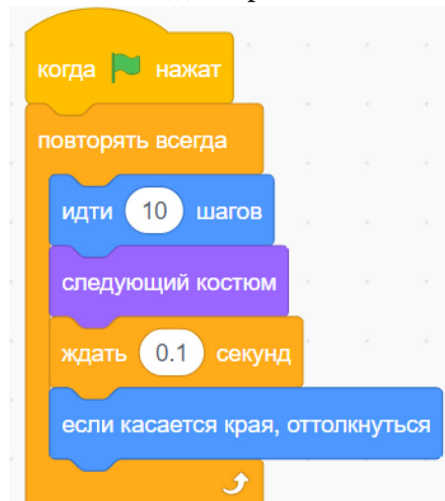 когда нажат
повторять всегда
идти 10 шагов
следующий костюм
ждать 0.1 секунд
если касается края, оттолкнуться